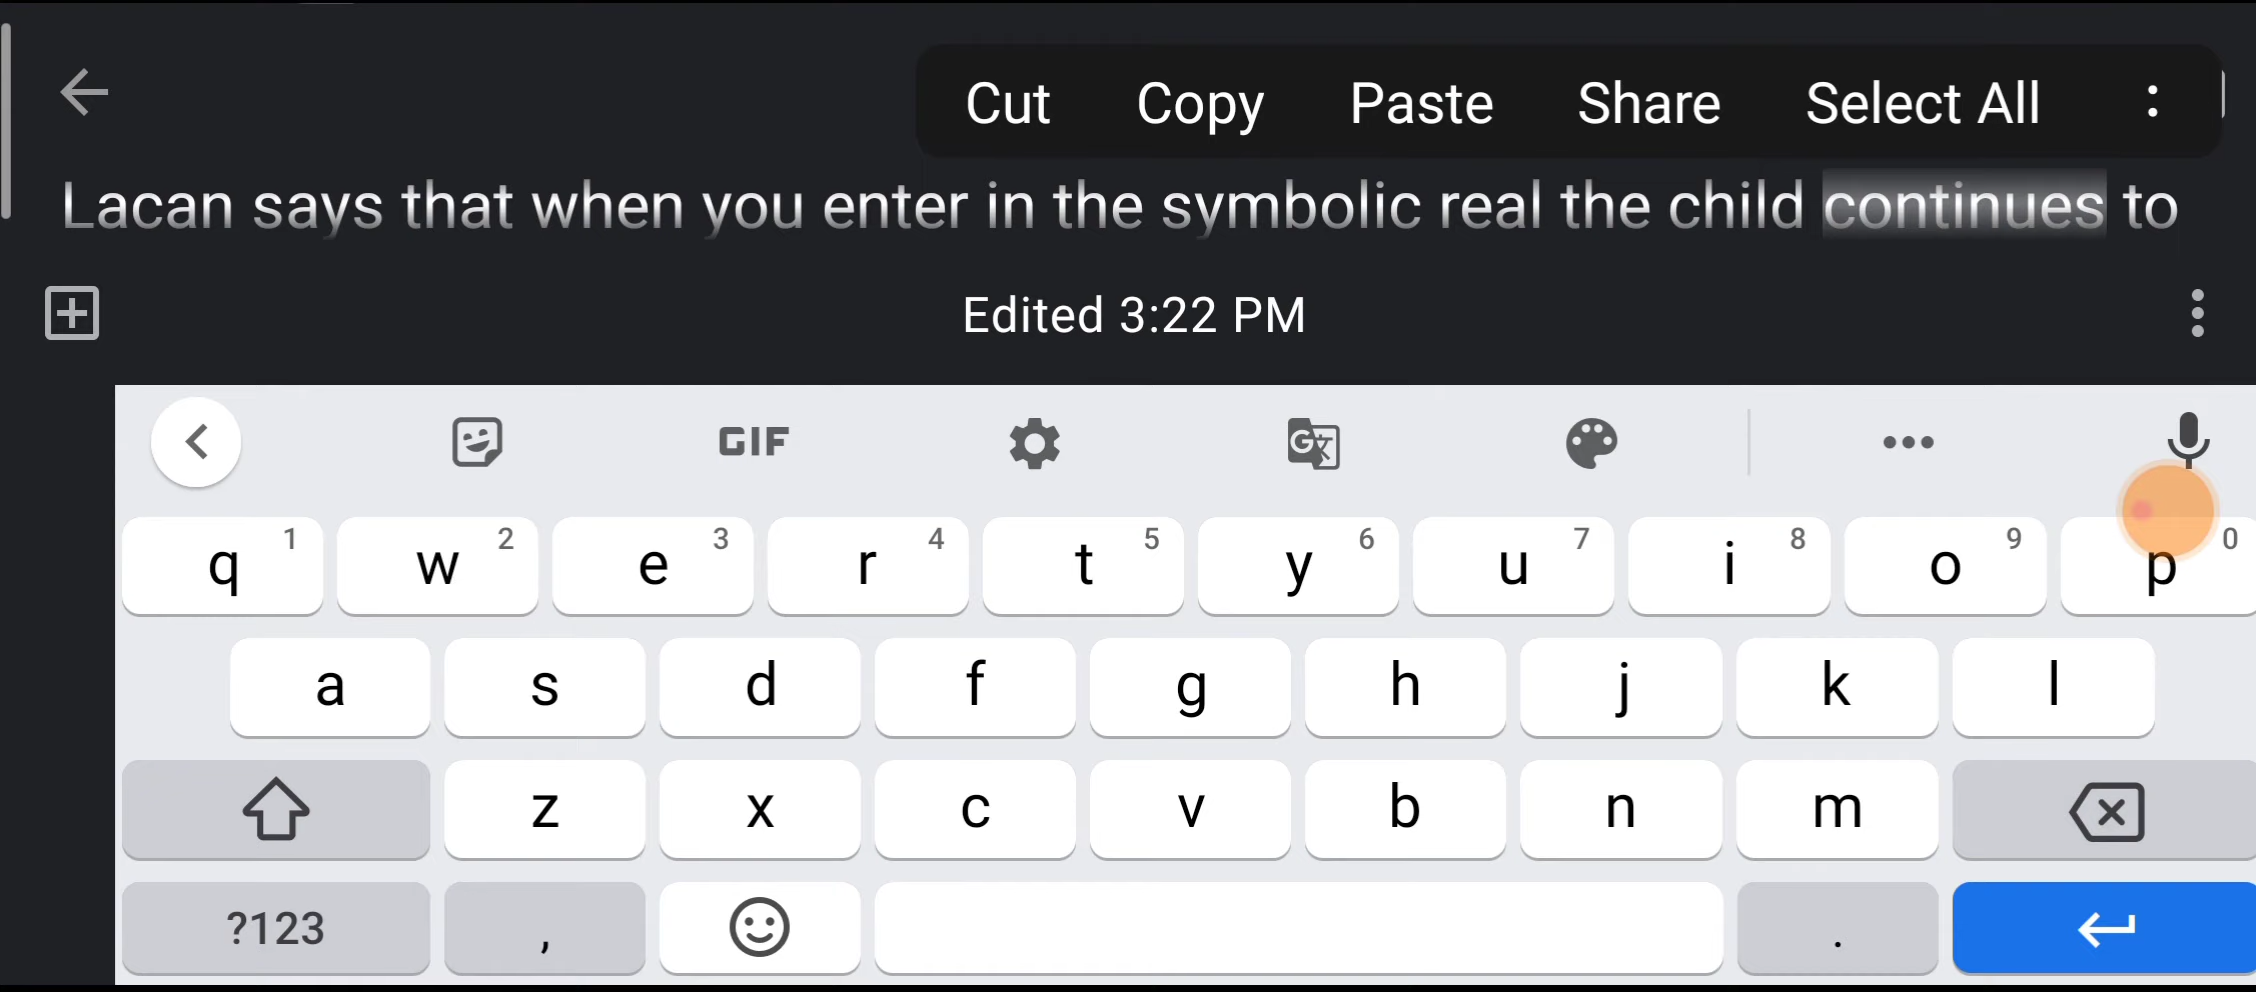 Cut Copy Paste Share Select All
Lacan says that when you enter in the symbolic real the child continues to
Edited 3:22 PM
GIF G
q 1 w 2 e 3 r 4 t 5 y 6 u 7 i 8 o 9 p 0
a s d f g h j k l
z x c v b n m
?123 , .